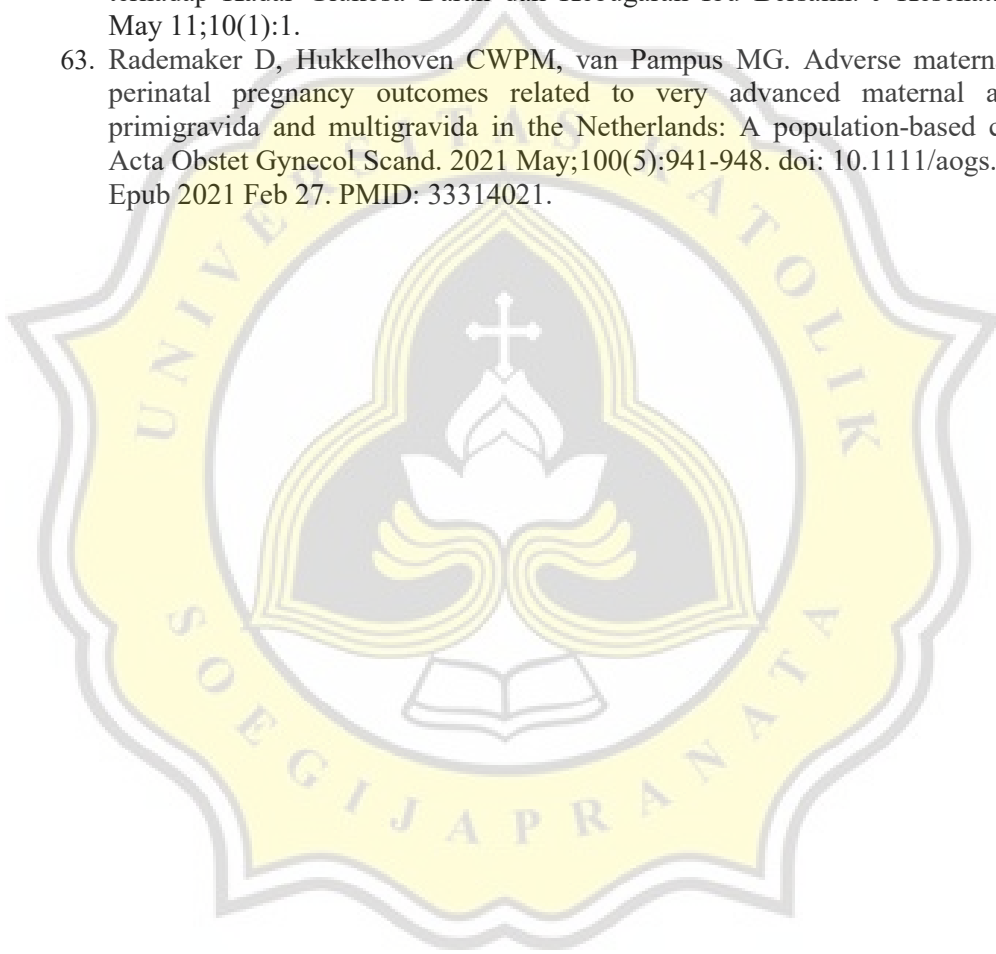 May 11;10(1):1.
63. Rademaker D, Hukkelhoven CWPM, van Pampus MG. Adverse matern
perinatal pregnancy outcomes related to very advanced maternal a
primigravida and multigravida in the Netherlands: A population-based c
Acta Obstet Gynecol Scand. 2021 May;100(5):941-948. doi: 10.1111/aogs.
Epub 2021 Feb 27. PMID: 33314021.
UNIVERSITAS KATOLIK
SOEGIJAPRANATA